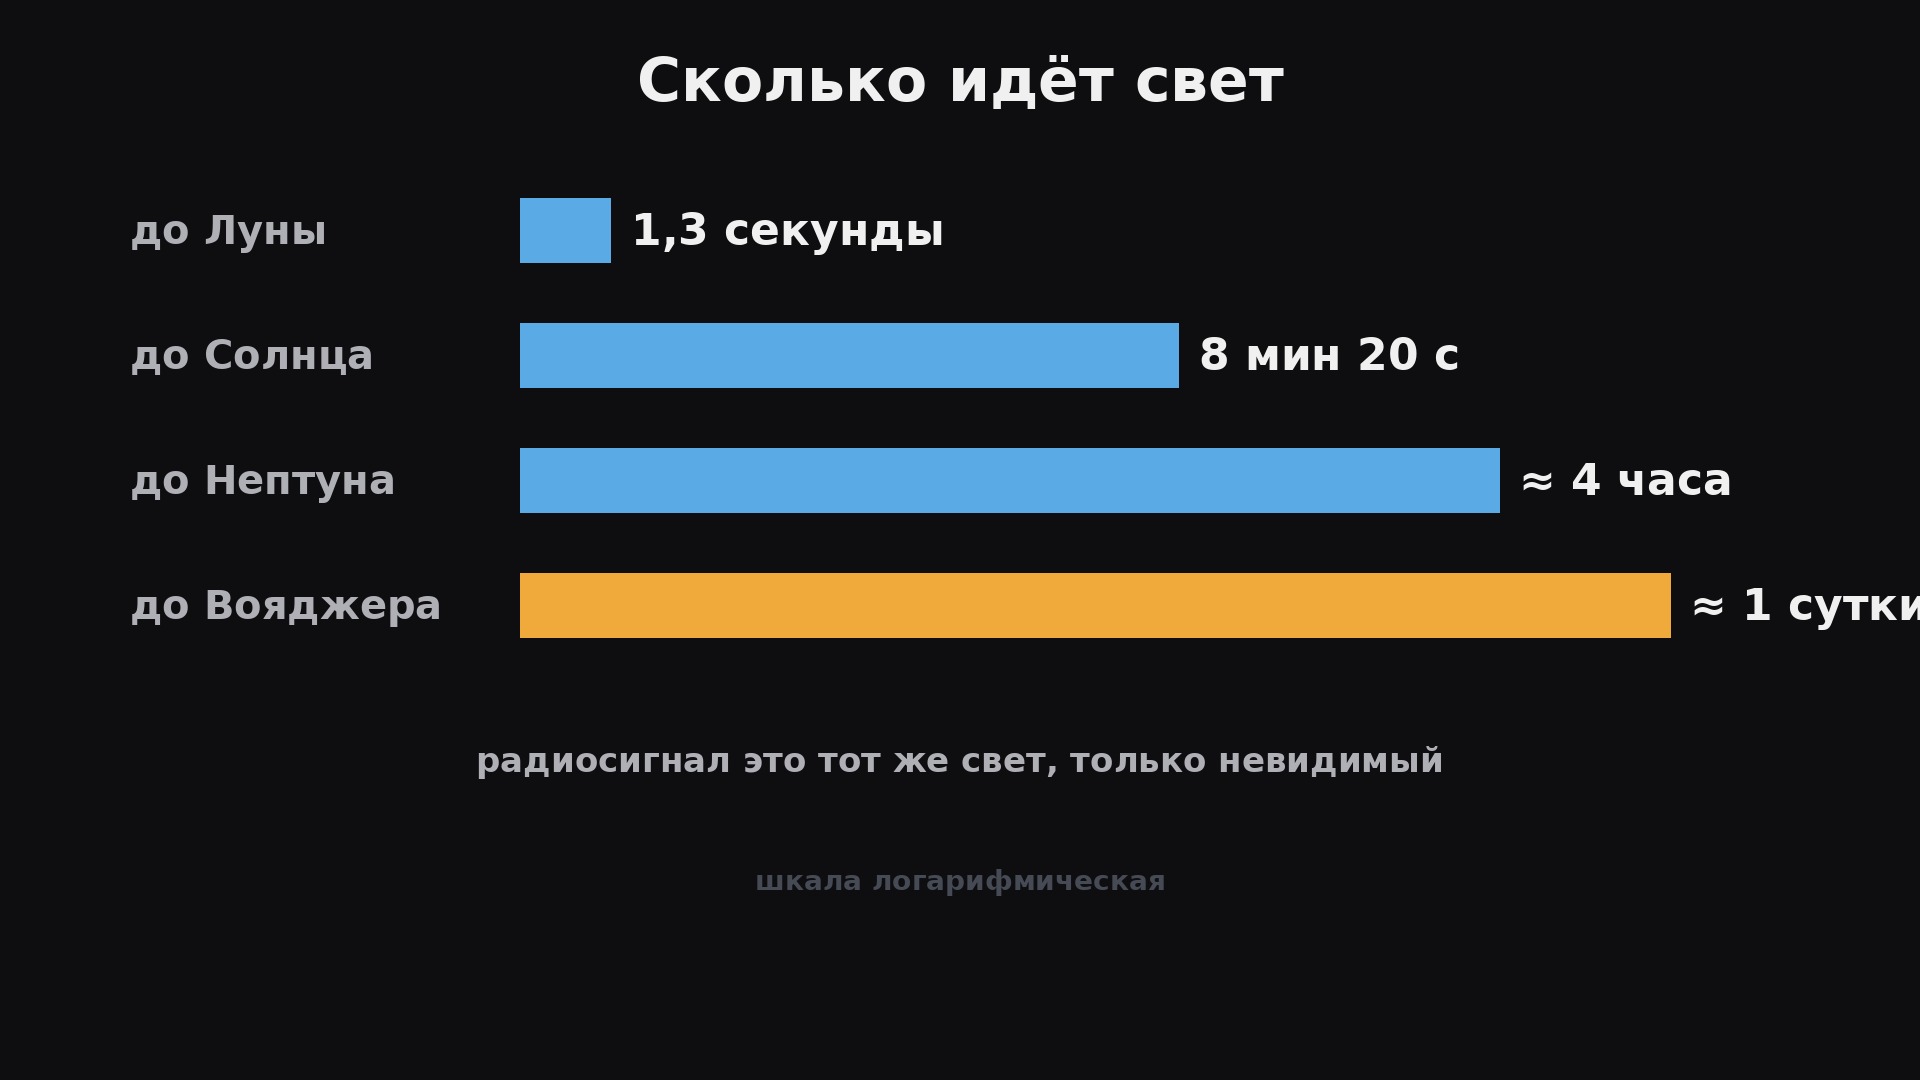 Сколько идёт свет
до Луны 1,3 секунды
до Солнца 8 мин 20 с
до Нептуна ≈ 4 часа
до Вояджера ≈ 1 сутки
радиосигнал это тот же свет, только невидимый
шкала логарифмическая